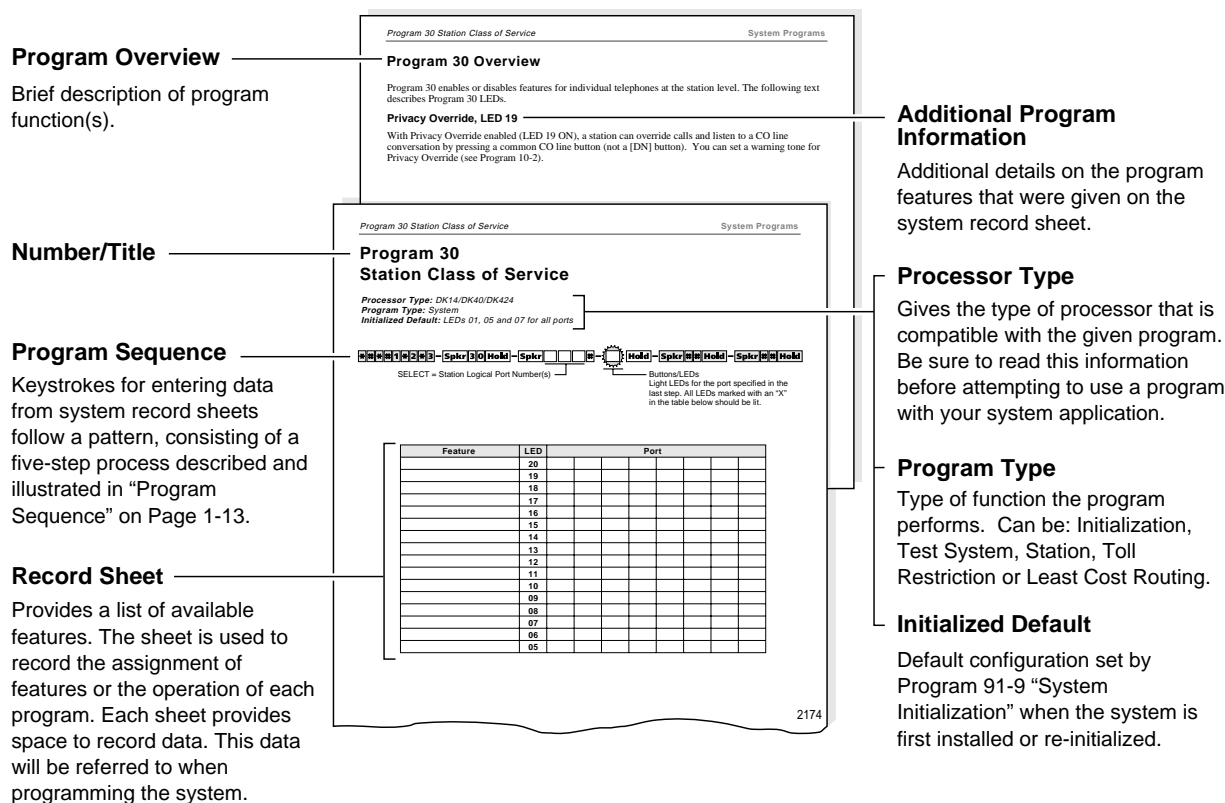 Program Overview
Brief description of program
function(s).
Number/Title
Program Sequence
Keystrokes for entering data
from system record sheets
follow a pattern, consisting of a
five-step process described and
illustrated in “Program
Sequence” on Page 1-13.
Record Sheet
Provides a list of available
features. The sheet is used to
record the assignment of
features or the operation of each
program. Each sheet provides
space to record data. This data
will be referred to when
programming the system.
Program 30 Station Class of Service System Programs
Program 30 Overview
Program 30 enables or disables features for individual telephones at the station level. The following text
describes Program 30 LEDs.
Privacy Override, LED 19
With Privacy Override enabled (LED 19 ON), a station can override calls and listen to a CO line
conversation by pressing a common CO line button (not a [DN] button). You can set a warning tone for
Privacy Override (see Program 10-2).
Program 30 Station Class of Service System Programs
Program 30
Station Class of Service
Processor Type: DK14/DK40/DK424
Program Type: System
Initialized Default: LEDs 01, 05 and 07 for all ports
*#*#1*2*3–Spkr30Hold–Spkr #– Hold–Spkr##Hold–Spkr##Hold
SELECT = Station Logical Port Number(s)
Buttons/LEDs
Light LEDs for the port specified in the
last step. All LEDs marked with an “X”
in the table below should be lit.
Feature LED Port
20
19
18
17
16
15
14
13
12
11
10
09
08
07
06
05
2174
Additional Program
Information
Additional details on the program
features that were given on the
system record sheet.
Processor Type
Gives the type of processor that is
compatible with the given program.
Be sure to read this information
before attempting to use a program
with your system application.
Program Type
Type of function the program
performs. Can be: Initialization,
Test System, Station, Toll
Restriction or Least Cost Routing.
Initialized Default
Default configuration set by
Program 91-9 “System
Initialization” when the system is
first installed or re-initialized.